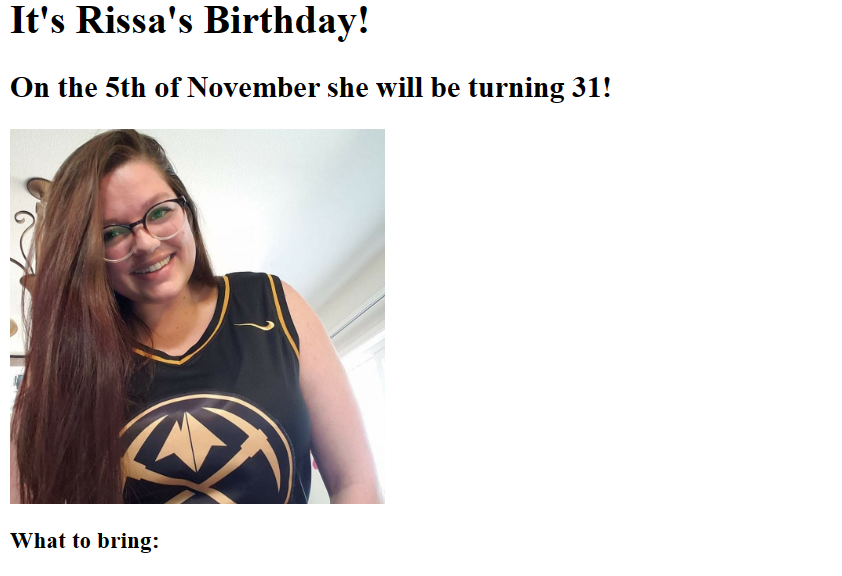 It's Rissa's Birthday!
On the 5th of November she will be turning 31!
What to bring: